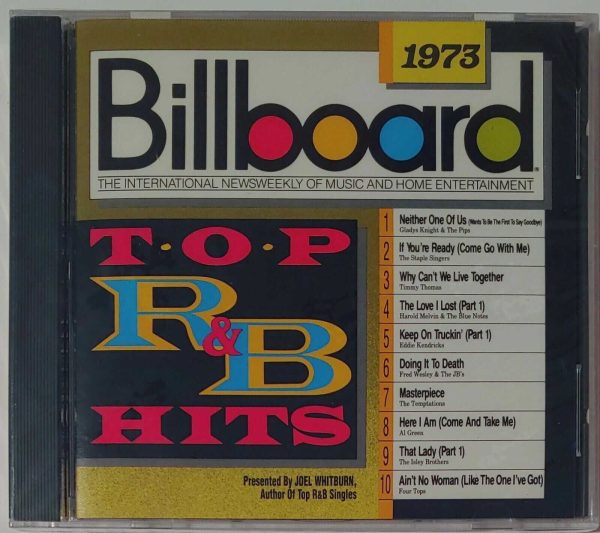 1973
Billboard
THE INTERNATIONAL NEWSWEEKLY OF MUSIC AND HOME ENTERTAINMENT
T·O·P
R&B
HITS
Presented By JOEL WHITBURN,
Author Of Top R&B Singles
1 Neither One Of Us (Wants To Be The First To Say Goodbye)
Gladys Knight & The Pips
2 If You're Ready (Come Go With Me)
The Staple Singers
3 Why Can't We Live Together
Timmy Thomas
4 The Love I Lost (Part 1)
Harold Melvin & The Blue Notes
5 Keep On Truckin' (Part 1)
Eddie Kendricks
6 Doing It To Death
Fred Wesley & The JB's
7 Masterpiece
The Temptations
8 Here I Am (Come And Take Me)
Al Green
9 That Lady (Part 1)
The Isley Brothers
10 Ain't No Woman (Like The One I've Got)
Four Tops